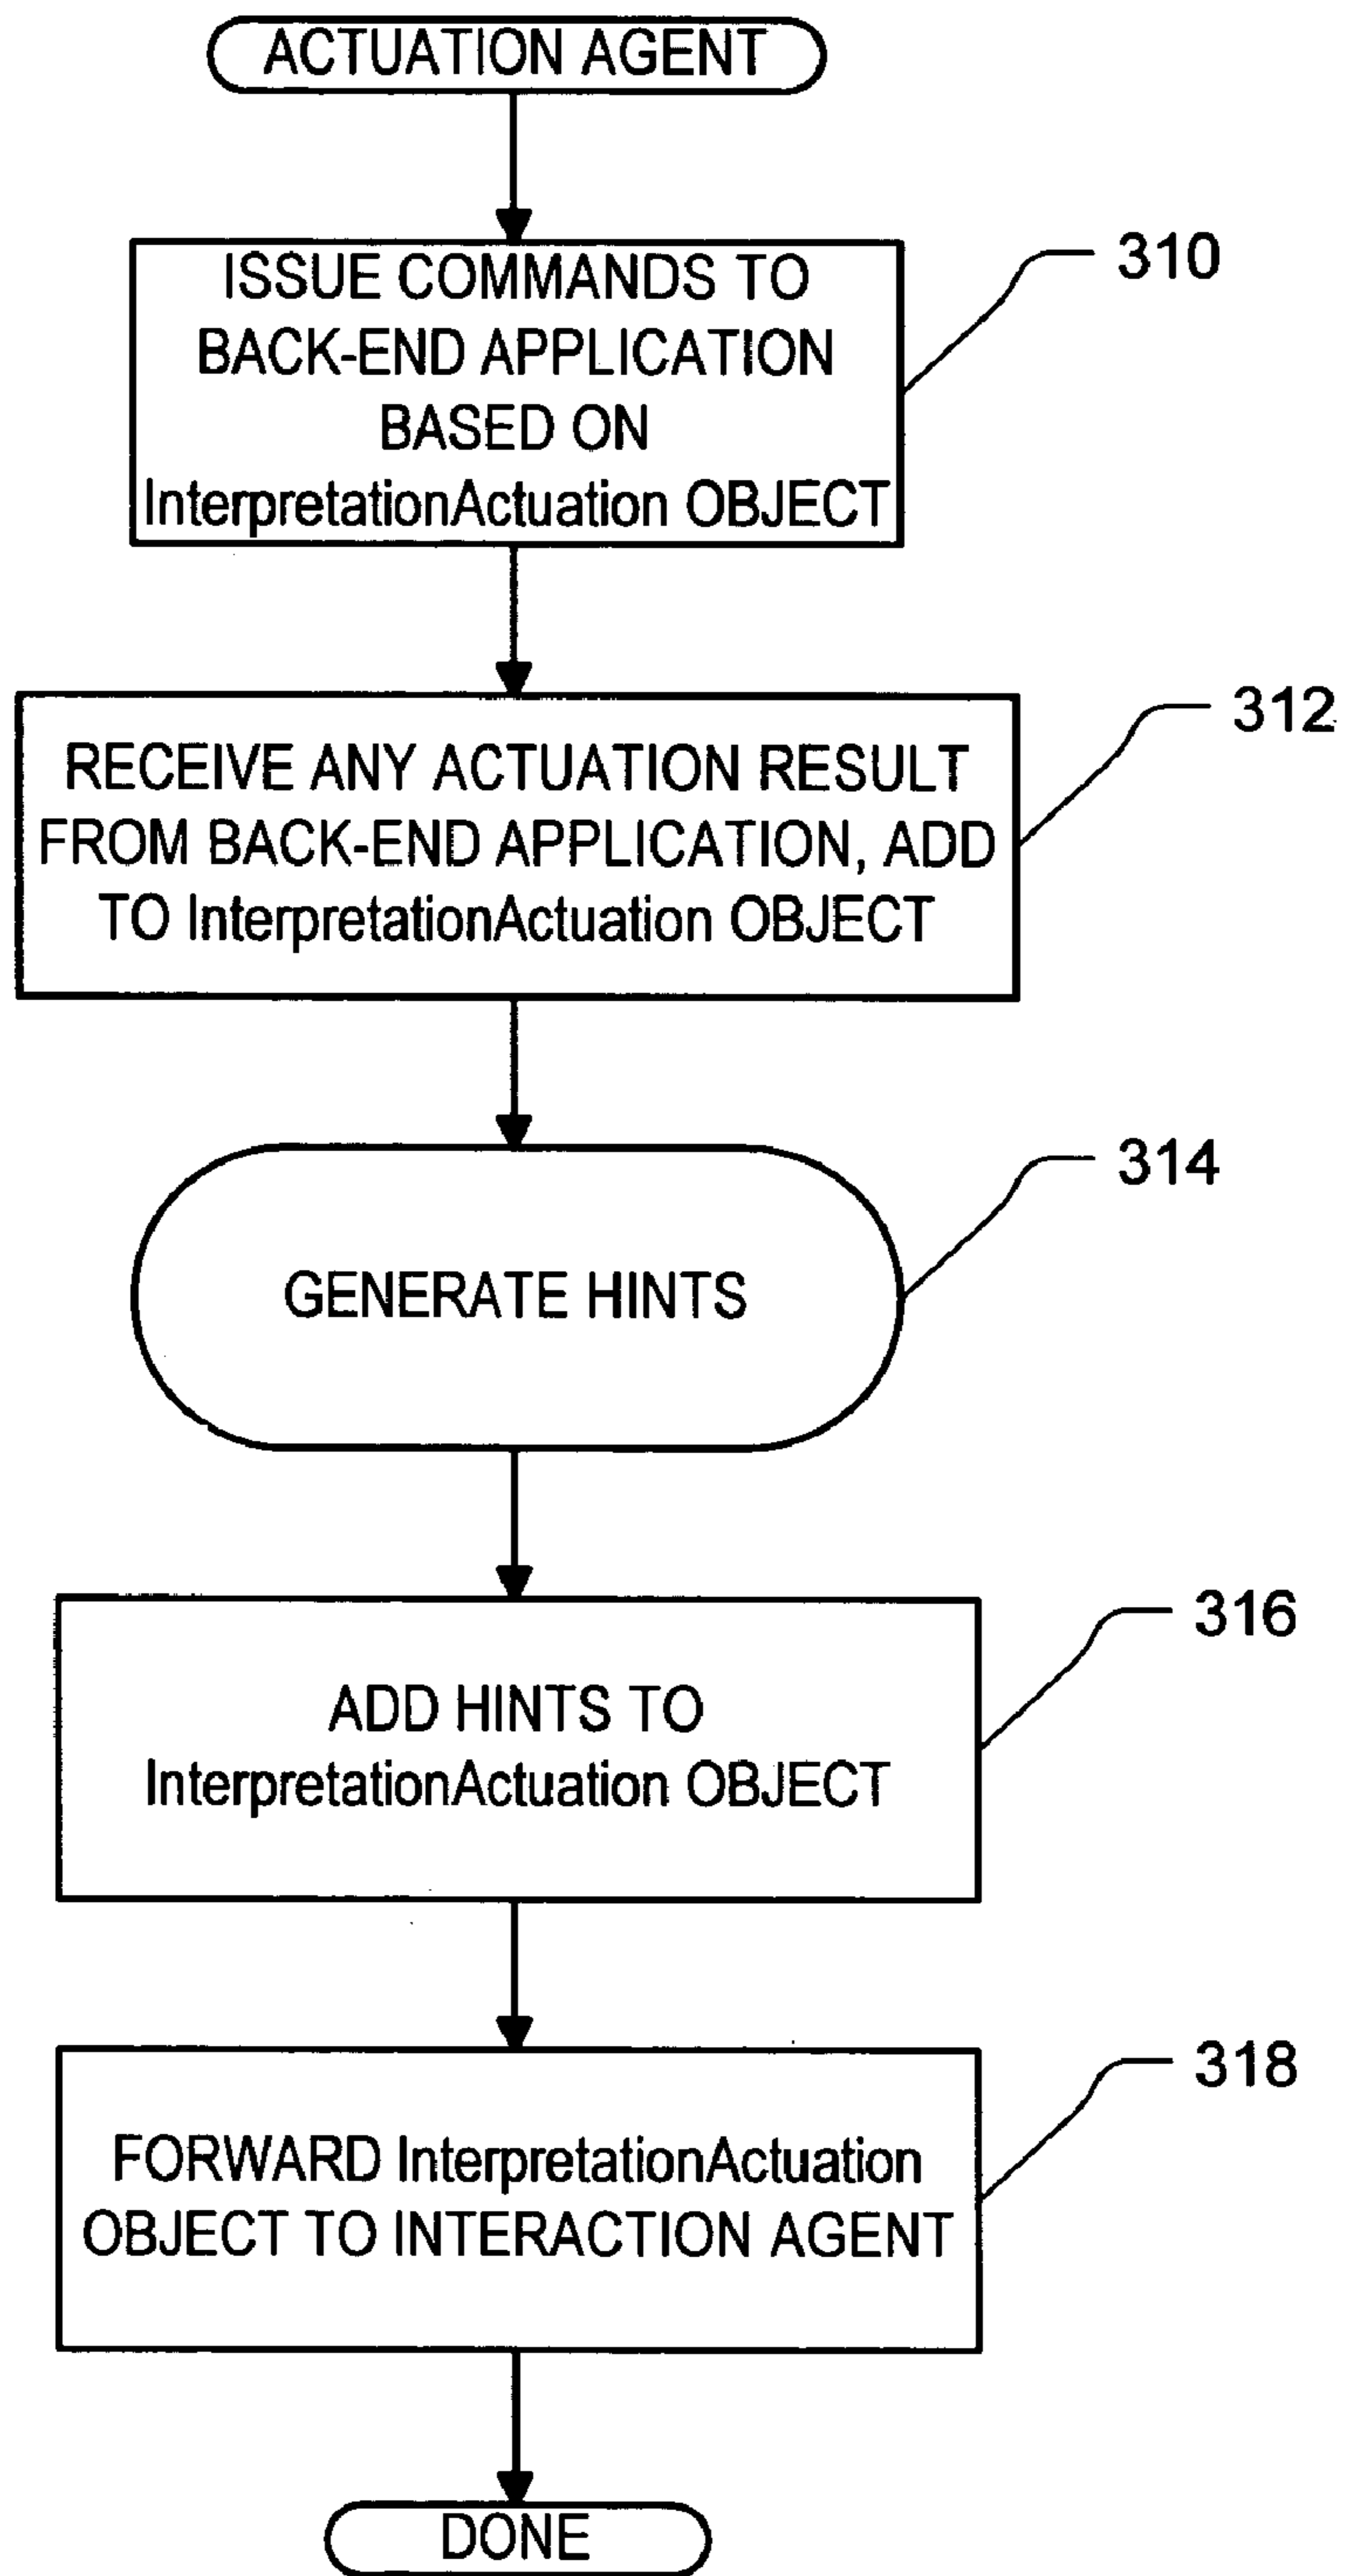 ACTUATION AGENT
ISSUE COMMANDS TO
BACK-END APPLICATION
BASED ON
InterpretationActuation OBJECT
310
RECEIVE ANY ACTUATION RESULT
FROM BACK-END APPLICATION, ADD
TO InterpretationActuation OBJECT
312
GENERATE HINTS
314
ADD HINTS TO
InterpretationActuation OBJECT
316
FORWARD InterpretationActuation
OBJECT TO INTERACTION AGENT
318
DONE